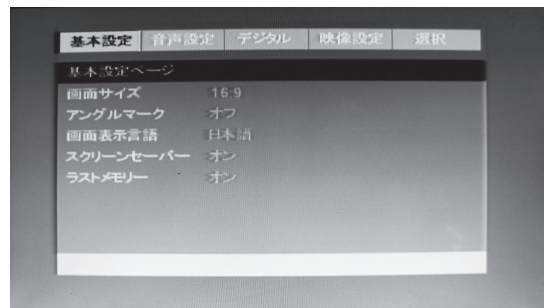 基本設定 音声設定 デジタル 映像設定 選択
基本設定ページ
画面サイズ 16:9
アングルマーク オフ
画面表示言語 日本語
スクリーンセーバー オン
ラストメモリー オン